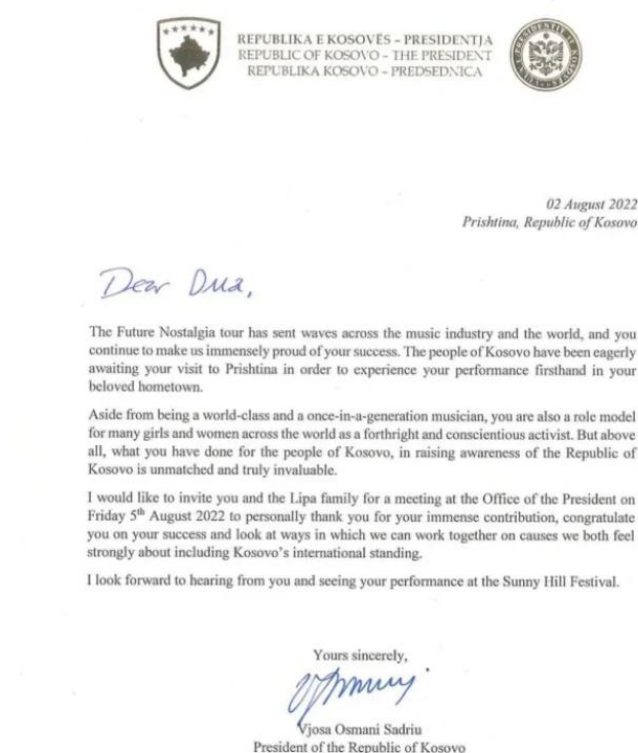 REPUBLIKA E KOSOVËS – PRESIDENTJA
REPUBLIC OF KOSOVO – THE PRESIDENT
REPUBLIKA KOSOVO – PREDSEDNICA
02 August 2022
Prishtina, Republic of Kosovo
Dear Dua,
The Future Nostalgia tour has sent waves across the music industry and the world, and you
continue to make us immensely proud of your success. The people of Kosovo have been eagerly
awaiting your visit to Prishtina in order to experience your performance firsthand in your
beloved hometown.
Aside from being a world-class and a once-in-a-generation musician, you are also a role model
for many girls and women across the world as a forthright and conscientious activist. But above
all, what you have done for the people of Kosovo, in raising awareness of the Republic of
Kosovo is unmatched and truly invaluable.
I would like to invite you and the Lipa family for a meeting at the Office of the President on
Friday 5th August 2022 to personally thank you for your immense contribution, congratulate
you on your success and look at ways in which we can work together on causes we both feel
strongly about including Kosovo's international standing.
I look forward to hearing from you and seeing your performance at the Sunny Hill Festival.
Yours sincerely,
Vjosa Osmani Sadriu
President of the Republic of Kosovo